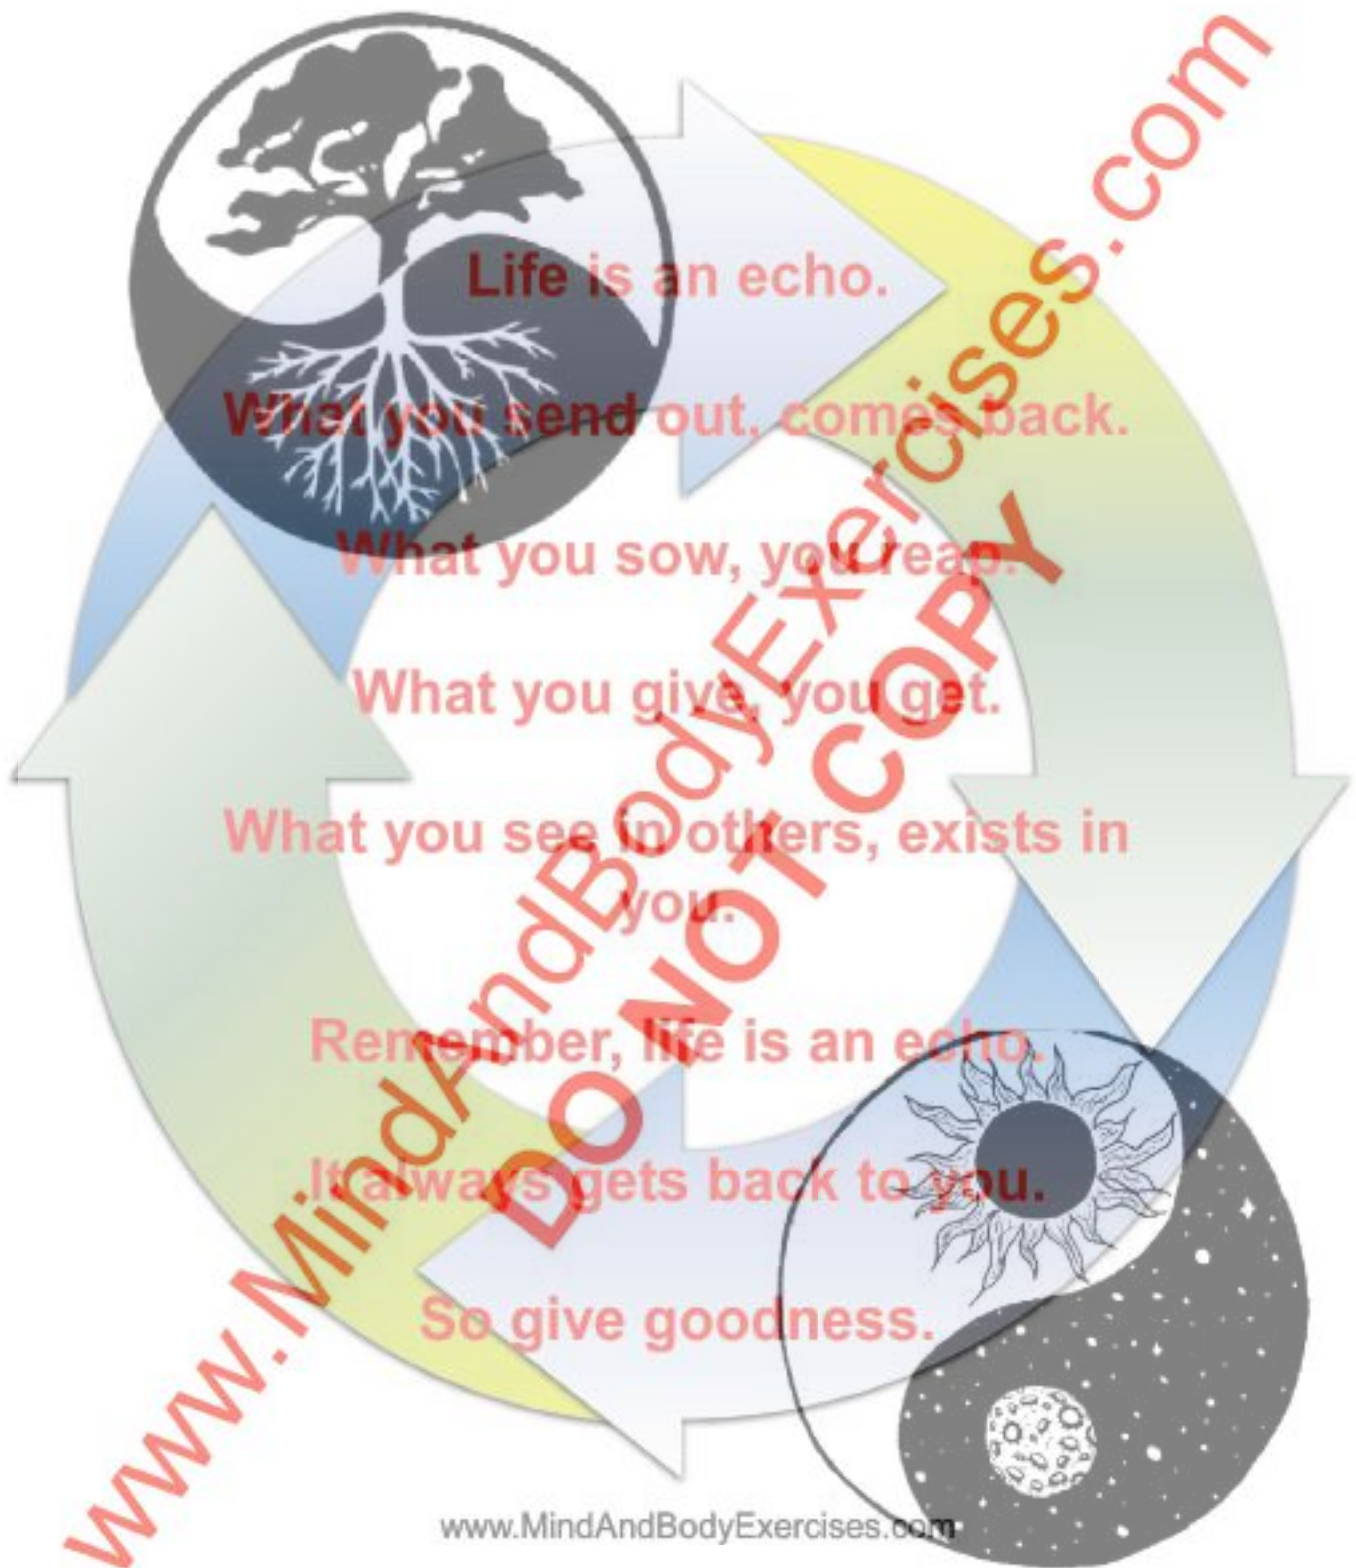 Life is an echo.
What you send out, comes back.
What you sow, you reap.
What you give, you get.
What you see in others, exists in
you.
Remember, life is an echo.
It always gets back to you.
So give goodness.
www.MindAndBodyExercises.com
DO NOT COPY
www.MindAndBodyExercises.com